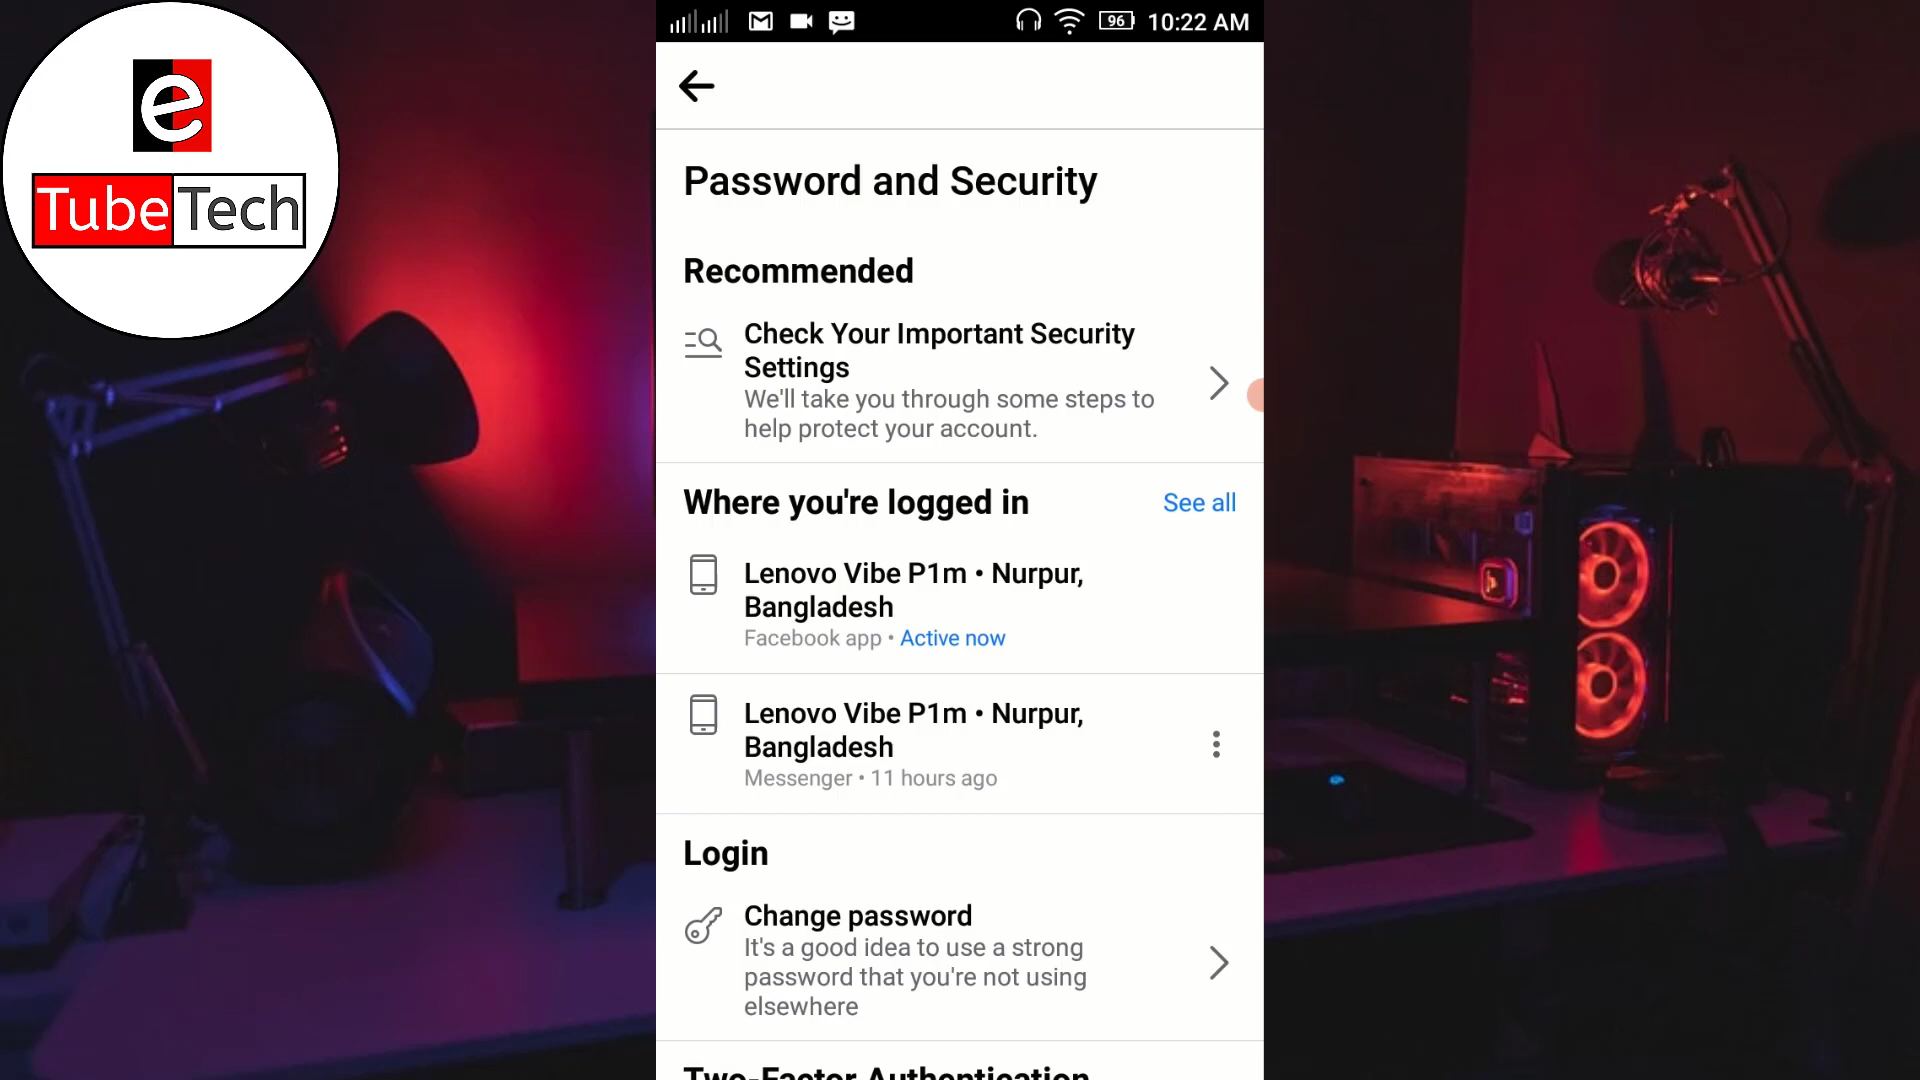 e
TubeTech
96 10:22 AM
Password and Security
Recommended
Check Your Important Security
Settings
We'll take you through some steps to
help protect your account.
Where you're logged in
See all
Lenovo Vibe P1m • Nurpur,
Bangladesh
Facebook app • Active now
Lenovo Vibe P1m • Nurpur,
Bangladesh
Messenger • 11 hours ago
Login
Change password
It's a good idea to use a strong
password that you're not using
elsewhere
Two-Factor Authentication